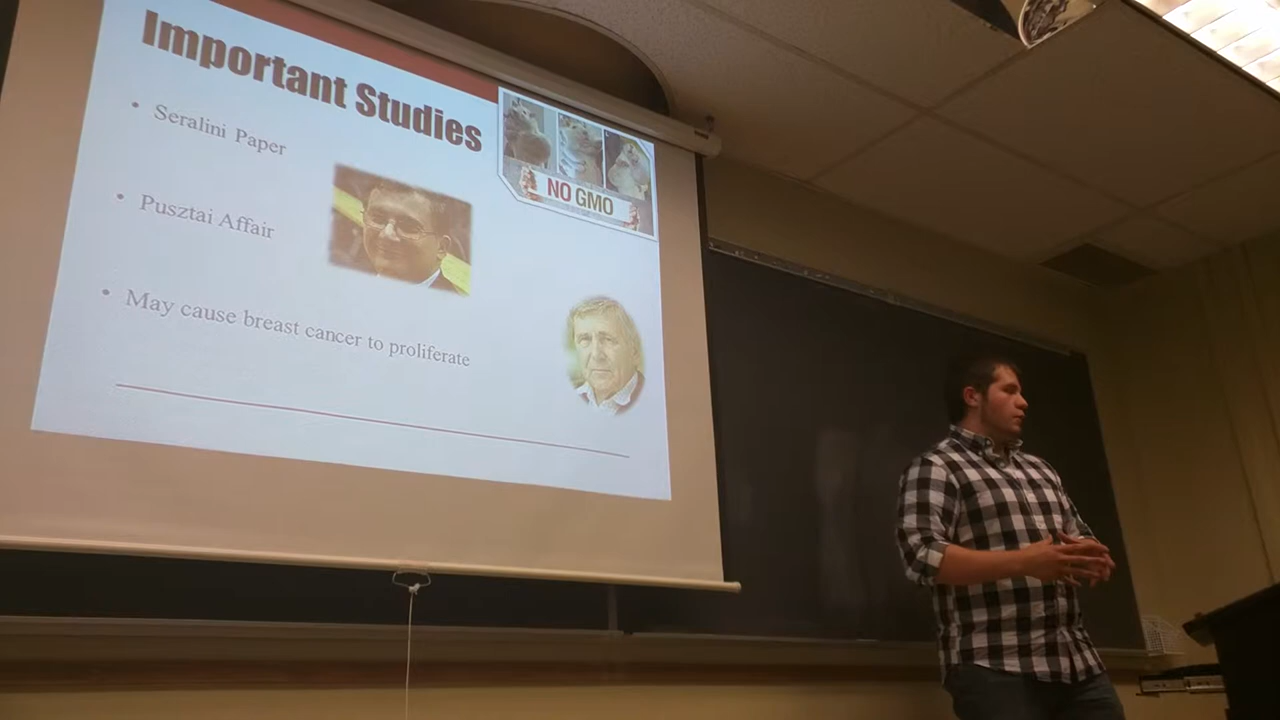 Important Studies
• Seralini Paper
NO GMO
• Pusztai Affair
• May cause breast cancer to proliferate